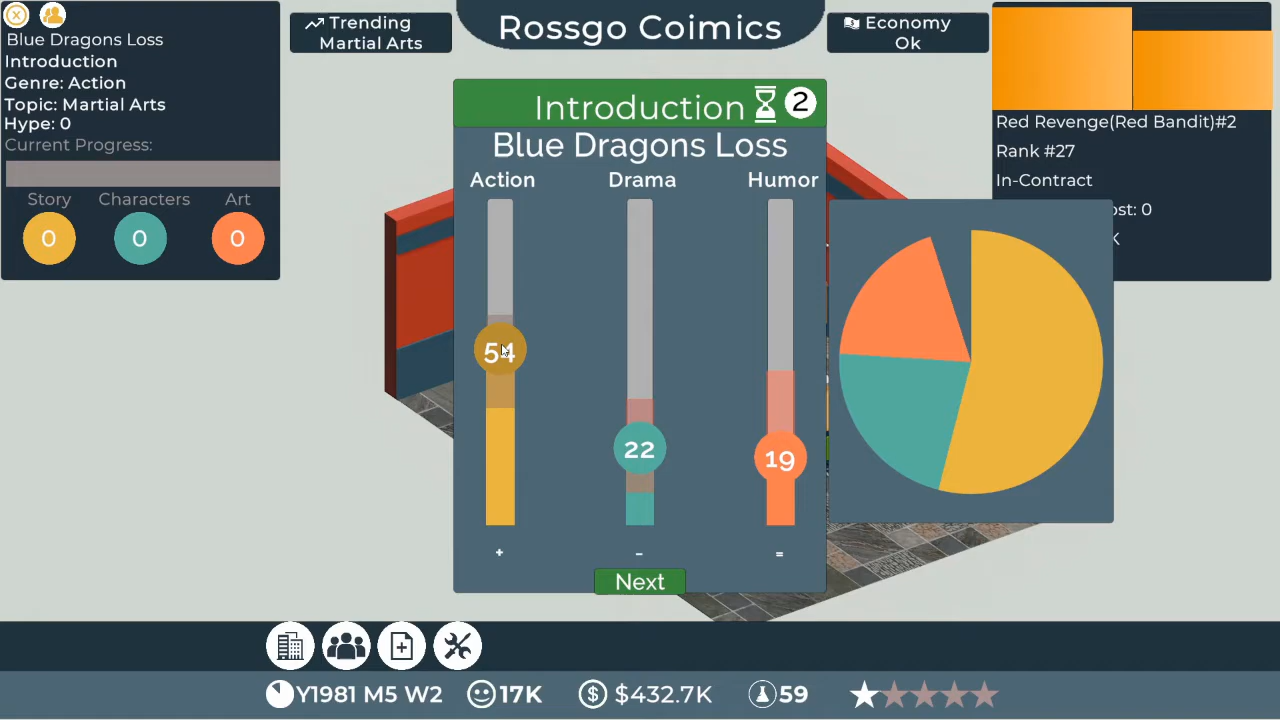 Blue Dragons Loss
Introduction
Genre: Action
Topic: Martial Arts
Hype: 0
Current Progress:
Story Characters Art
0 0 0
Trending
Martial Arts
Rossgo Coimics
Economy
Ok
Red Revenge(Red Bandit)#2
Rank #27
In-Contract
ost: 0
K
Introduction 2
Blue Dragons Loss
Action Drama Humor
54 22 19
+ - =
Next
Y1981 M5 W2 17K $432.7K 59